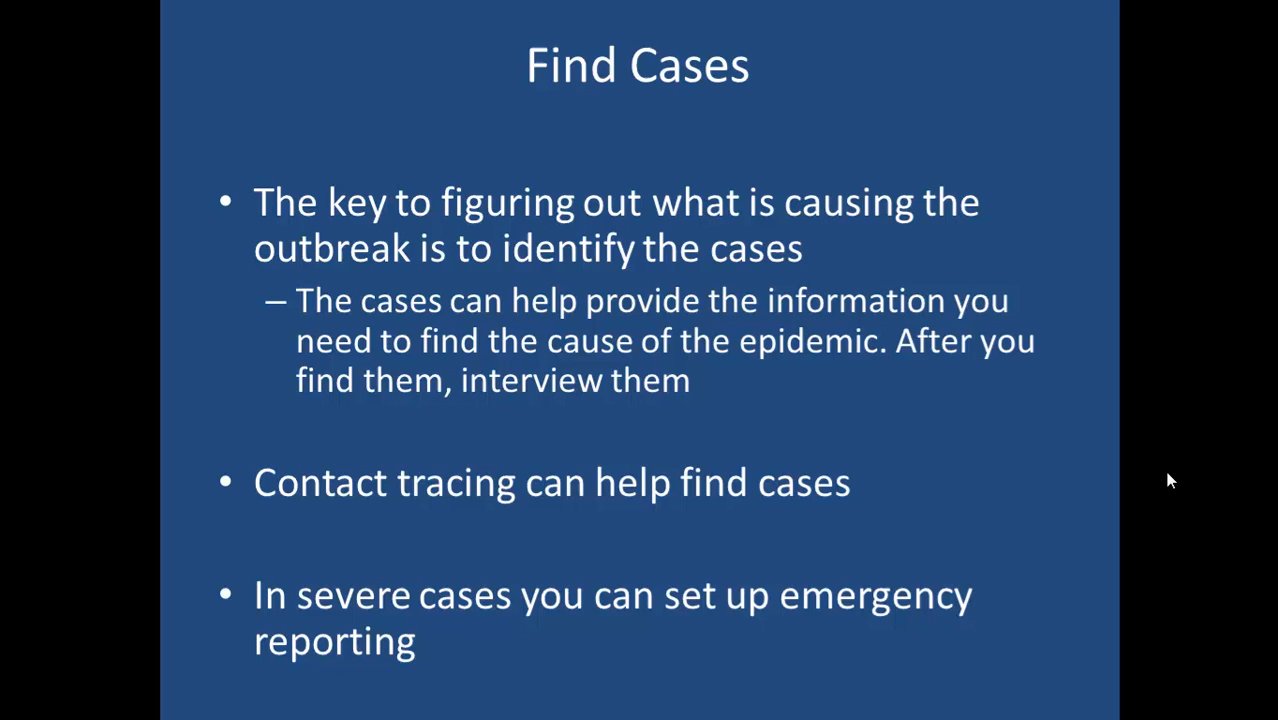 Find Cases
• The key to figuring out what is causing the
outbreak is to identify the cases
– The cases can help provide the information you
need to find the cause of the epidemic. After you
find them, interview them
• Contact tracing can help find cases
• In severe cases you can set up emergency
reporting